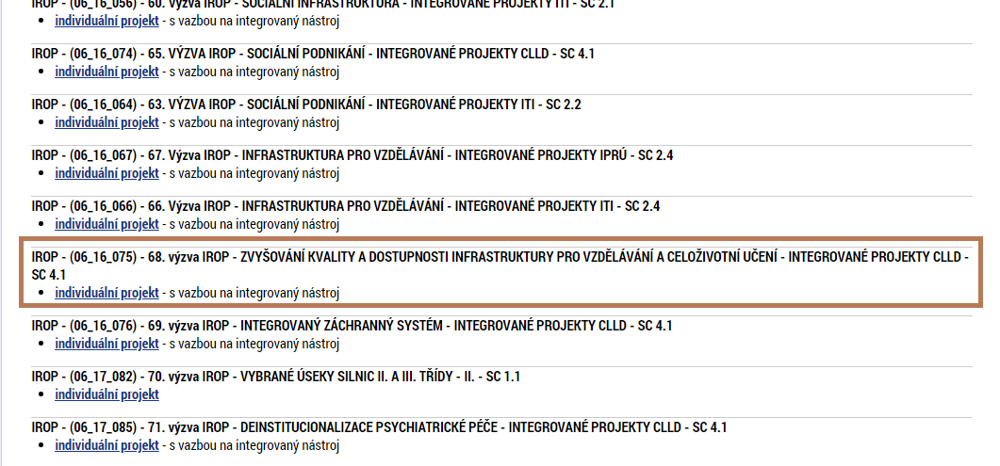 IROP - (06_16_056) - 60. Výzva IROP - SOCIÁLNÍ INFRASTRUKTURA - INTEGROVANÉ PROJEKTY ITI - SC 2.1
• individuální projekt - s vazbou na integrovaný nástroj
IROP - (06_16_074) - 65. VÝZVA IROP - SOCIÁLNÍ PODNIKÁNÍ - INTEGROVANÉ PROJEKTY CLLD - SC 4.1
• individuální projekt - s vazbou na integrovaný nástroj
IROP - (06_16_064) - 63. VÝZVA IROP - SOCIÁLNÍ PODNIKÁNÍ - INTEGROVANÉ PROJEKTY ITI - SC 2.2
• individuální projekt - s vazbou na integrovaný nástroj
IROP - (06_16_067) - 67. Výzva IROP - INFRASTRUKTURA PRO VZDĚLÁVÁNÍ - INTEGROVANÉ PROJEKTY IPRÚ - SC 2.4
• individuální projekt - s vazbou na integrovaný nástroj
IROP - (06_16_066) - 66. Výzva IROP - INFRASTRUKTURA PRO VZDĚLÁVÁNÍ - INTEGROVANÉ PROJEKTY ITI - SC 2.4
• individuální projekt - s vazbou na integrovaný nástroj
IROP - (06_16_075) - 68. výzva IROP - ZVYŠOVÁNÍ KVALITY A DOSTUPNOSTI INFRASTRUKTURY PRO VZDĚLÁVÁNÍ A CELOŽIVOTNÍ UČENÍ - INTEGROVANÉ PROJEKTY CLLD -
SC 4.1
• individuální projekt - s vazbou na integrovaný nástroj
IROP - (06_16_076) - 69. výzva IROP - INTEGROVANÝ ZÁCHRANNÝ SYSTÉM - INTEGROVANÉ PROJEKTY CLLD - SC 4.1
• individuální projekt - s vazbou na integrovaný nástroj
IROP - (06_17_082) - 70. výzva IROP - VYBRANÉ ÚSEKY SILNIC II. A III. TŘÍDY - II. - SC 1.1
• individuální projekt
IROP - (06_17_085) - 71. výzva IROP - DEINSTITUCIONALIZACE PSYCHIATRICKÉ PÉČE - INTEGROVANÉ PROJEKTY CLLD - SC 4.1
• individuální projekt - s vazbou na integrovaný nástroj